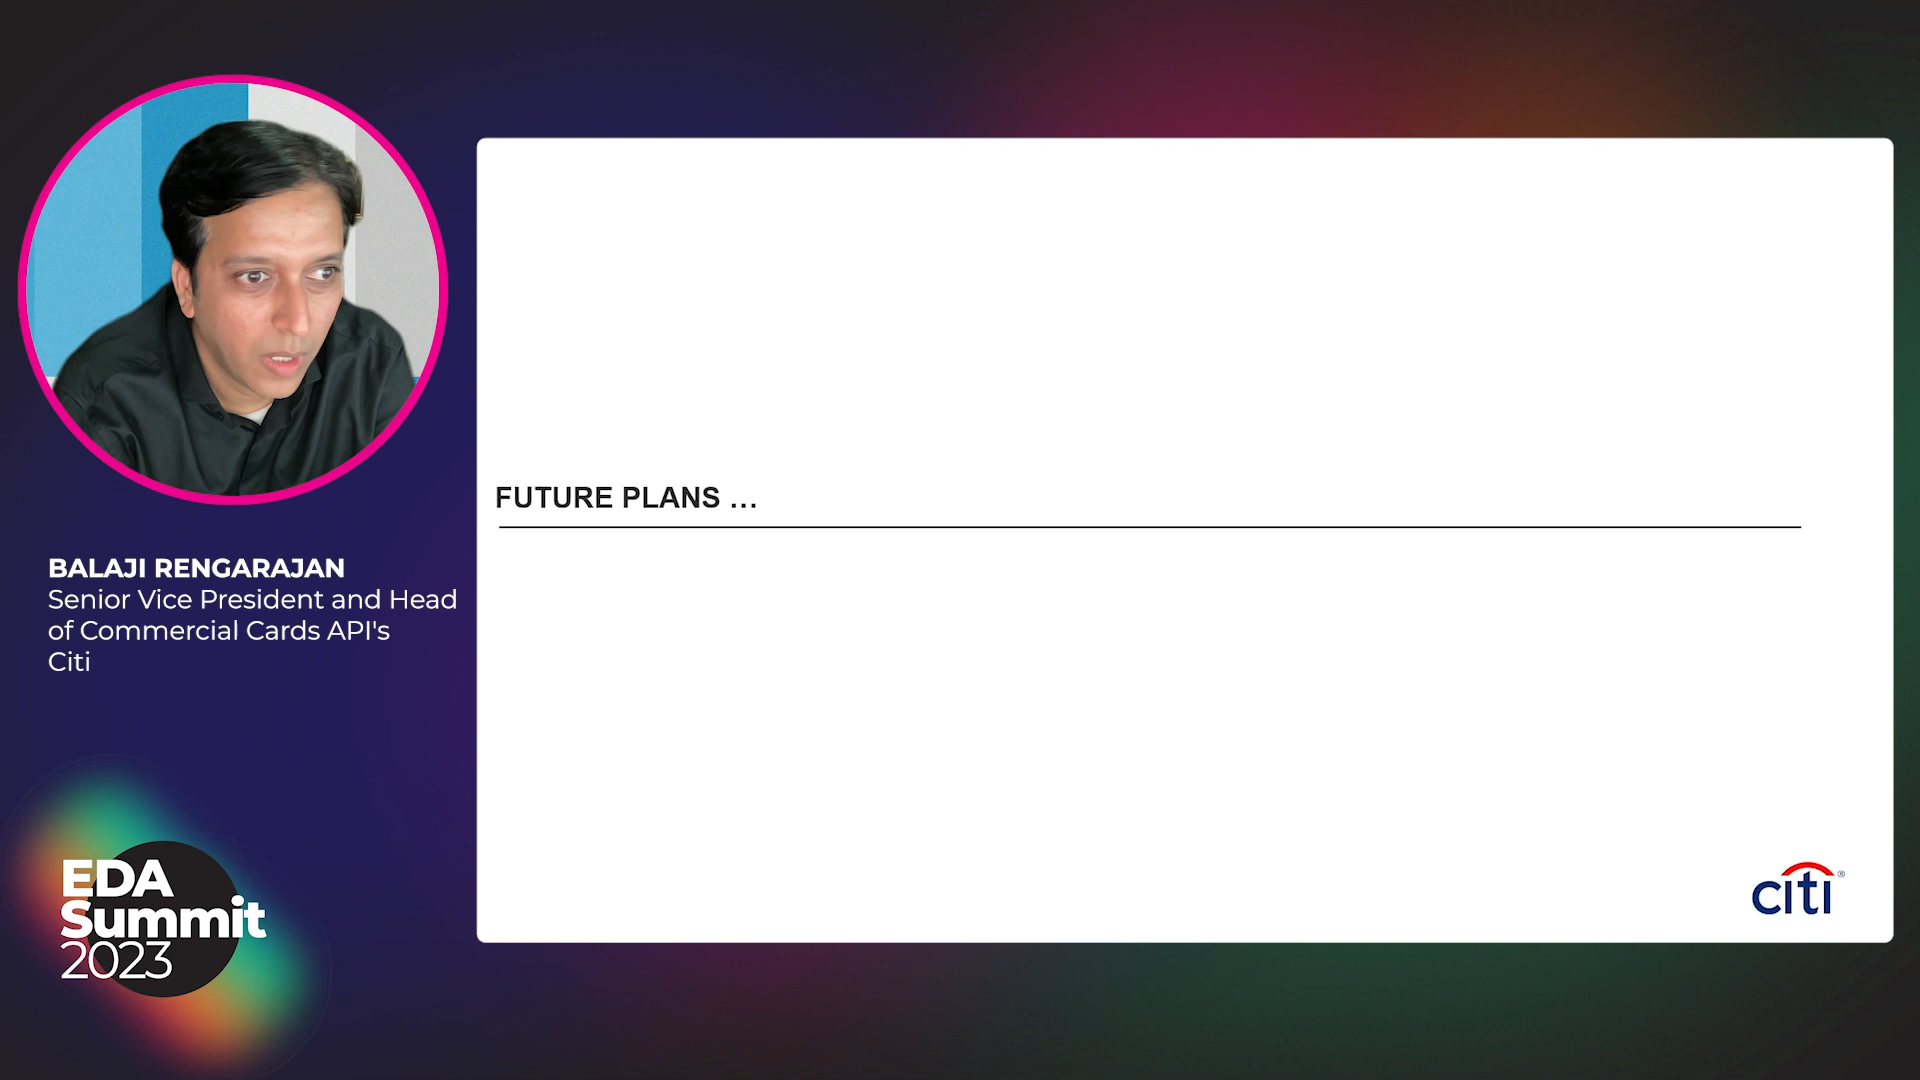 FUTURE PLANS ...
BALAJI RENGARAJAN
Senior Vice President and Head
of Commercial Cards API's
Citi
EDA
Summit
2023
citi®